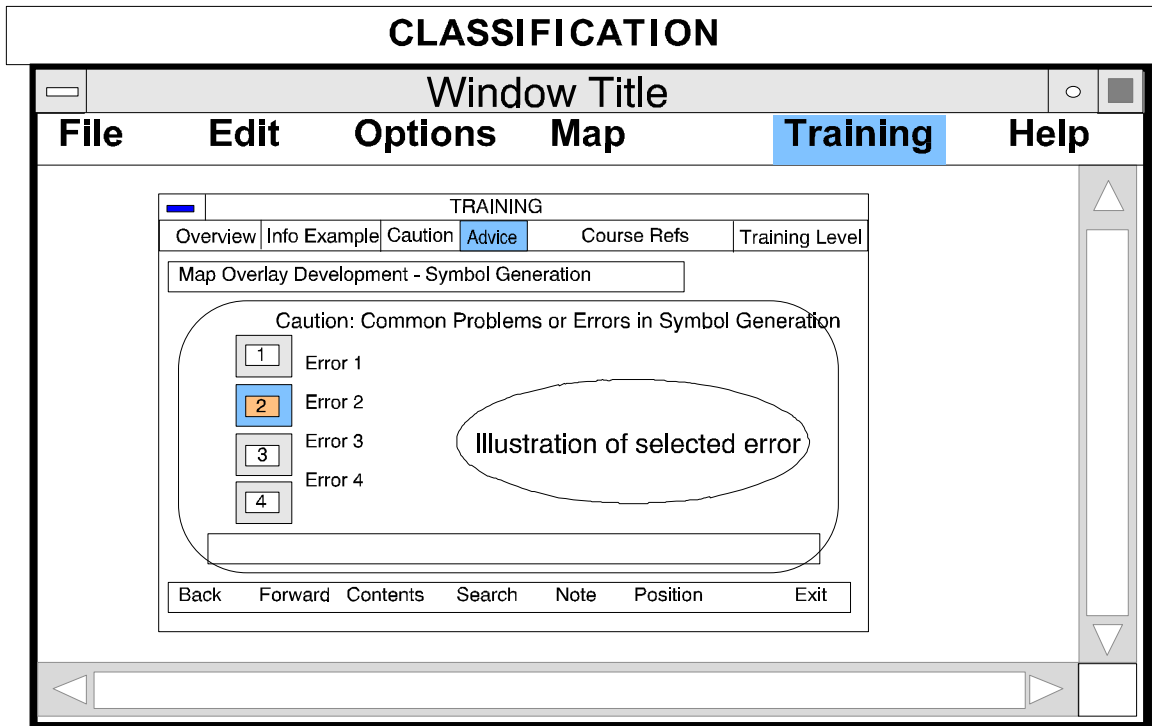 CLASSIFICATION
Window Title
File Edit Options Map Training Help
TRAINING
Overview Info Example Caution Advice Course Refs Training Level
Map Overlay Development - Symbol Generation
Caution: Common Problems or Errors in Symbol Generation
1 Error 1
2 Error 2
3 Error 3
4 Error 4
Illustration of selected error
Back Forward Contents Search Note Position Exit